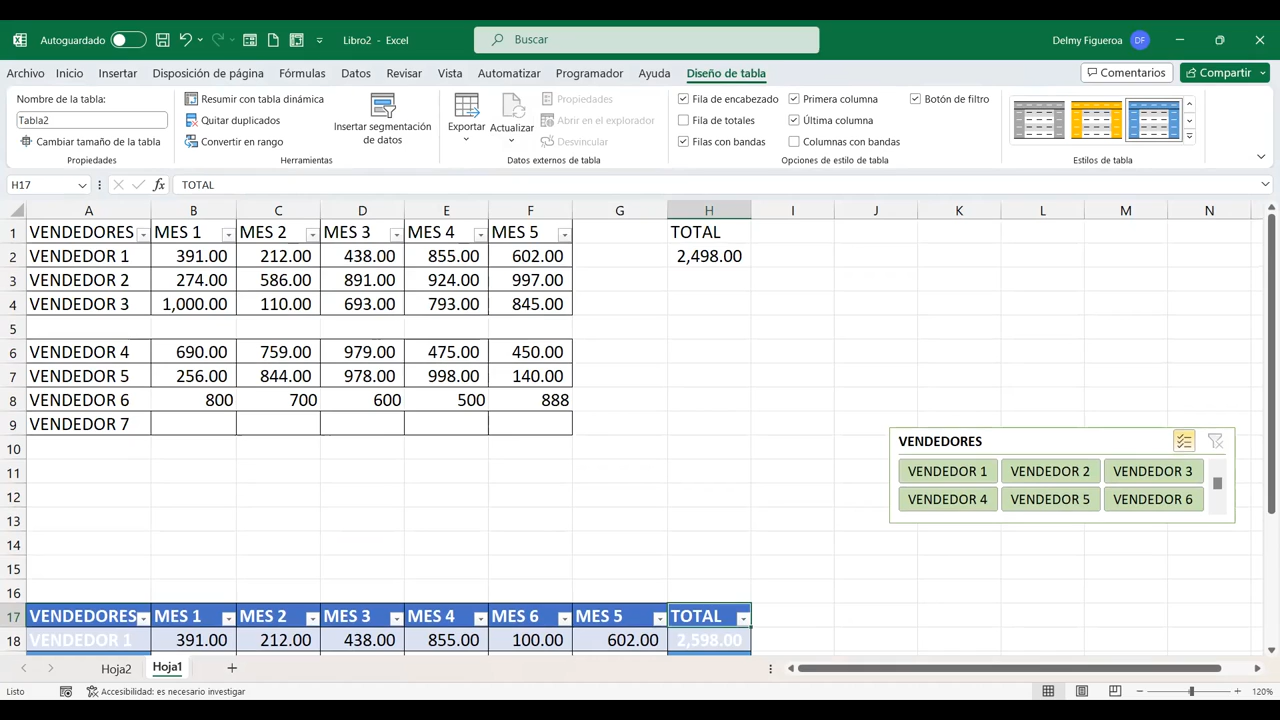 Autoguardado Libro2 - Excel Buscar Delmy Figueroa DF
Archivo Inicio Insertar Disposición de página Fórmulas Datos Revisar Vista Automatizar Programador Ayuda Diseño de tabla Comentarios Compartir
Nombre de la tabla:
Tabla2
Cambiar tamaño de la tabla
Propiedades
Resumir con tabla dinámica
Quitar duplicados
Convertir en rango
Insertar segmentación
de datos
Herramientas
Exportar
Actualizar
Propiedades
Abrir en el explorador
Desvincular
Datos externos de tabla
Fila de encabezado
Fila de totales
Filas con bandas
Primera columna
Última columna
Columnas con bandas
Botón de filtro
Opciones de estilo de tabla
Estilos de tabla
H17 fx TOTAL
A B C D E F G H I J K L M N
1 VENDEDORES MES 1 MES 2 MES 3 MES 4 MES 5 TOTAL
2 VENDEDOR 1 391.00 212.00 438.00 855.00 602.00 2,498.00
3 VENDEDOR 2 274.00 586.00 891.00 924.00 997.00
4 VENDEDOR 3 1,000.00 110.00 693.00 793.00 845.00
5
6 VENDEDOR 4 690.00 759.00 979.00 475.00 450.00
7 VENDEDOR 5 256.00 844.00 978.00 998.00 140.00
8 VENDEDOR 6 800 700 600 500 888
9 VENDEDOR 7
10
11
12
13
14
15
16
VENDEDORES
VENDEDOR 1 VENDEDOR 2 VENDEDOR 3
VENDEDOR 4 VENDEDOR 5 VENDEDOR 6
17 VENDEDORES MES 1 MES 2 MES 3 MES 4 MES 6 MES 5 TOTAL
18 VENDEDOR 1 391.00 212.00 438.00 855.00 100.00 602.00 2,598.00
Hoja2 Hoja1
Listo Accesibilidad: es necesario investigar 120%